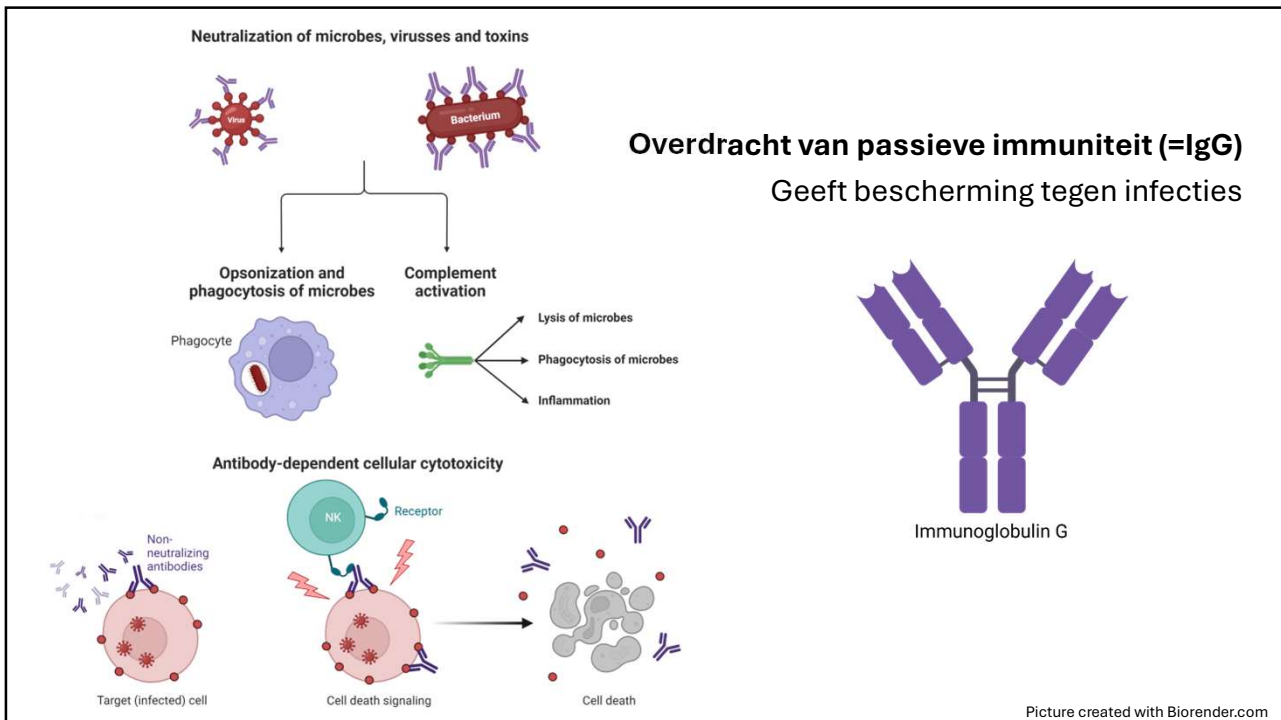 Neutralization of microbes, virusses and toxins
Virus
Bacterium
Overdracht van passieve immuniteit (=IgG)
Geeft bescherming tegen infecties
Opsonization and
phagocytosis of microbes
Complement
activation
Phagocyte
Lysis of microbes
Phagocytosis of microbes
Inflammation
Immunoglobulin G
Antibody-dependent cellular cytotoxicity
NK
Receptor
Non-
neutralizing
antibodies
Target (infected) cell
Cell death signaling
Cell death
Picture created with Biorender.com